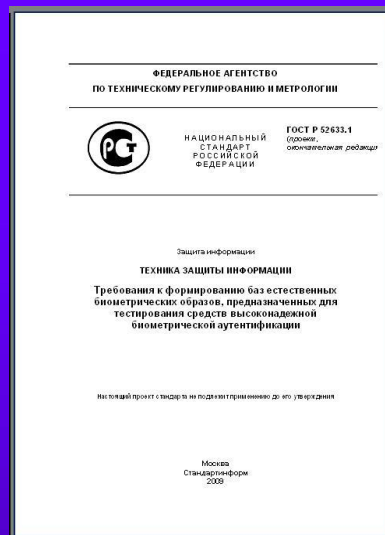 ФЕДЕРАЛЬНОЕ АГЕНТСТВО
ПО ТЕХНИЧЕСКОМУ РЕГУЛИРОВАНИЮ И МЕТРОЛОГИИ
НАЦИОНАЛЬНЫЙ
СТАНДАРТ
РОССИЙСКОЙ
ФЕДЕРАЦИИ
ГОСТ Р 52633.1
(проект,
окончательная редакция
Защита информации
ТЕХНИКА ЗАЩИТЫ ИНФОРМАЦИИ
Требования к формированию баз естественных
биометрических образов, предназначенных для
тестирования средств высоконадежной
биометрической аутентификации
Настоящий проект стандарта не подлежит применению до его утверждения
Москва
Стандартинформ
2009